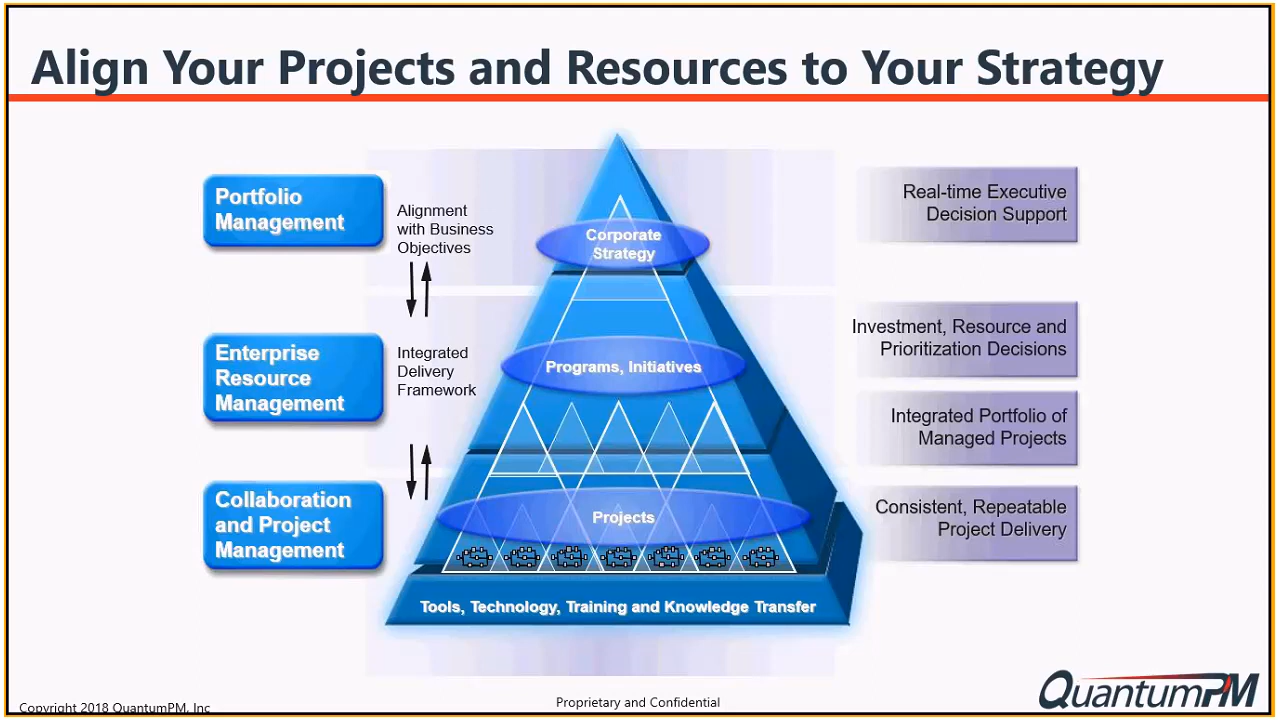 Align Your Projects and Resources to Your Strategy
Portfolio
Management
Alignment
with Business
Objectives
Corporate
Strategy
Real-time Executive
Decision Support
Enterprise
Resource
Management
Integrated
Delivery
Framework
Programs, Initiatives
Investment, Resource and
Prioritization Decisions
Integrated Portfolio of
Managed Projects
Collaboration
and Project
Management
Projects
Consistent, Repeatable
Project Delivery
Tools, Technology, Training and Knowledge Transfer
Copyright 2018 QuantumPM, Inc
Proprietary and Confidential
QuantumPM